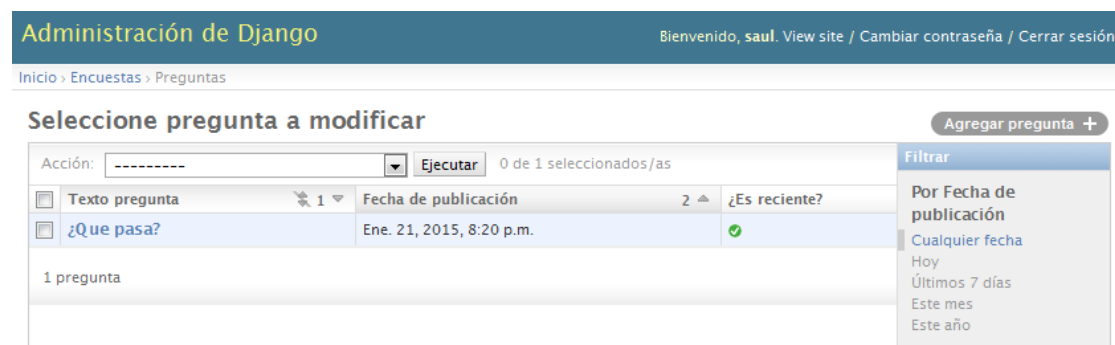 Administración de Django
Bienvenido, saul. View site / Cambiar contraseña / Cerrar sesión
Inicio › Encuestas › Preguntas
Seleccione pregunta a modificar
Agregar pregunta +
Acción: --------- Ejecutar 0 de 1 seleccionados/as
Filtrar
Texto pregunta 1 Fecha de publicación 2 ¿Es reciente?
Por Fecha de
publicación
¿Que pasa? Ene. 21, 2015, 8:20 p.m.
Cualquier fecha
Hoy
1 pregunta
Últimos 7 días
Este mes
Este año